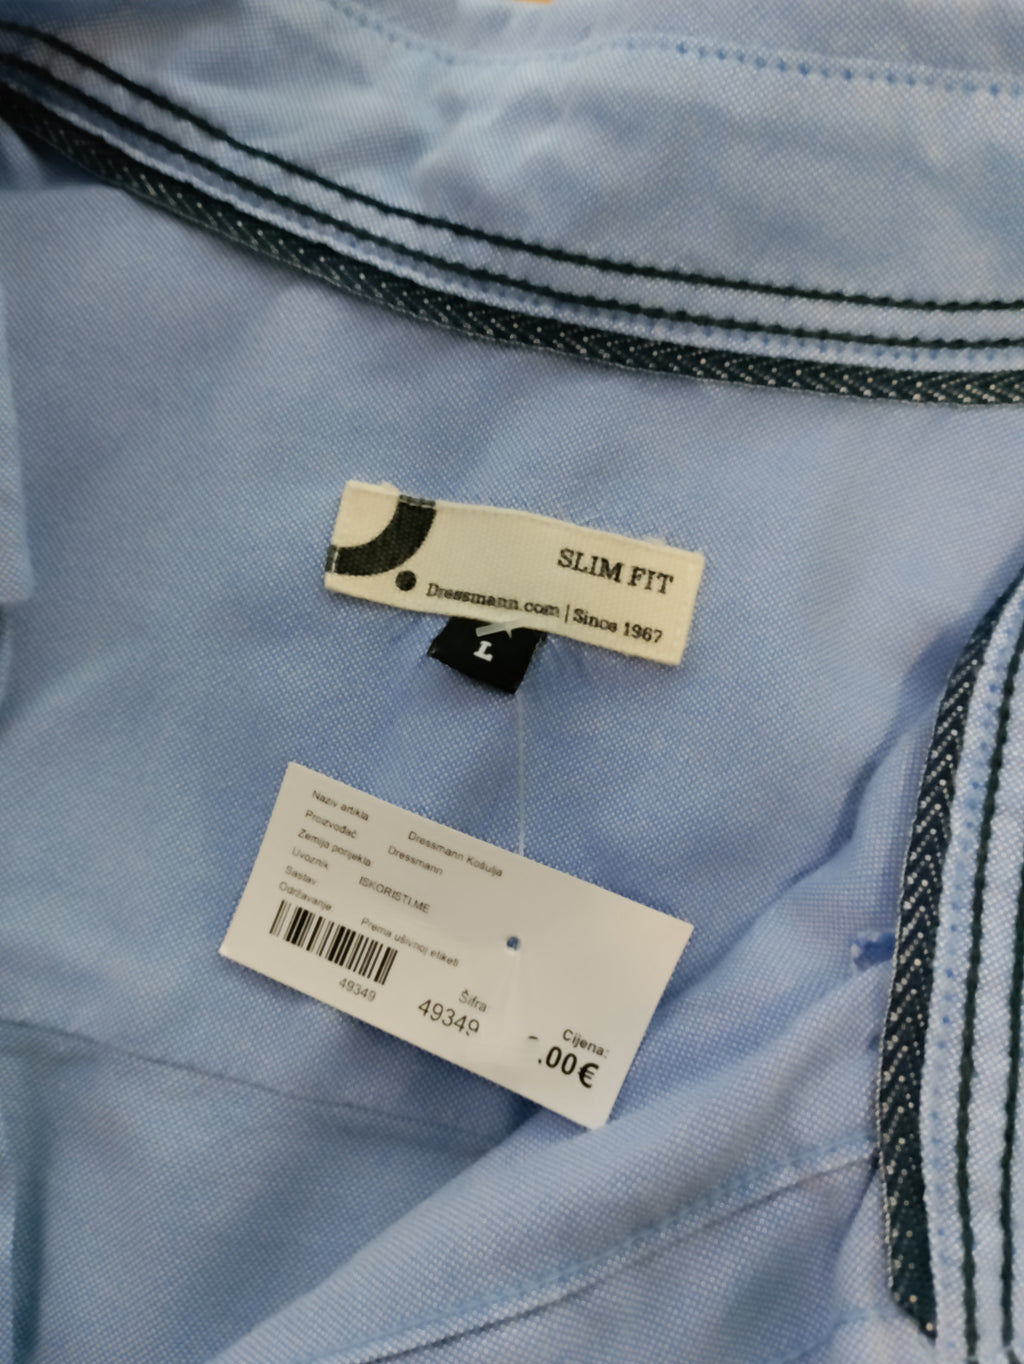 SLIM FIT
Dressmann.com | Since 1967
L
Naziv artikla: Dressmann Košulja
Proizvođač: Dressmann
Zemlja porijekla:
Uvoznik: ISKORISTI.ME
Sastav:
Održavanje: Prema ušivnoj etiketi
49349
Šifra:
49349
Cijena:
.00€